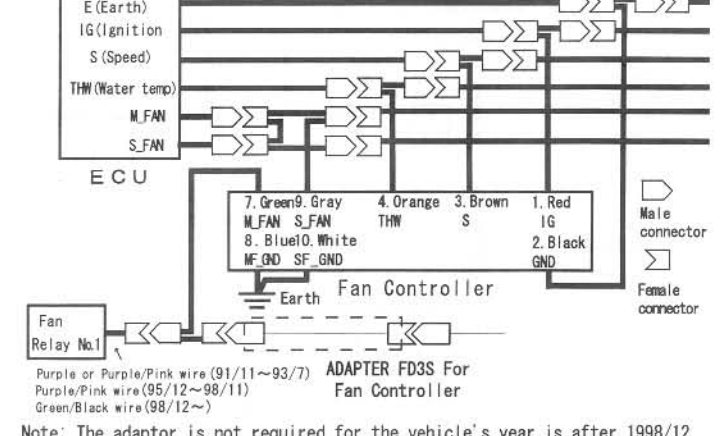 E(Earth)
IG(Ignition
S(Speed)
THW(Water temp)
M_FAN
S_FAN
ECU
7. Green 9. Gray 4. Orange 3. Brown 1. Red
M_FAN S_FAN THW S IG
8. Blue 10. White 2. Black
MF_GND SF_GND GND
Male
connector
Female
connector
Earth
Fan Controller
Fan
Relay No.1
Purple or Purple/Pink wire(91/11～93/7)
Purple/Pink wire(95/12～98/11)
Green/Black wire(98/12～)
ADAPTER FD3S For
Fan Controller
Note: The adaptor is not required for the vehicle's year is after 1998/12